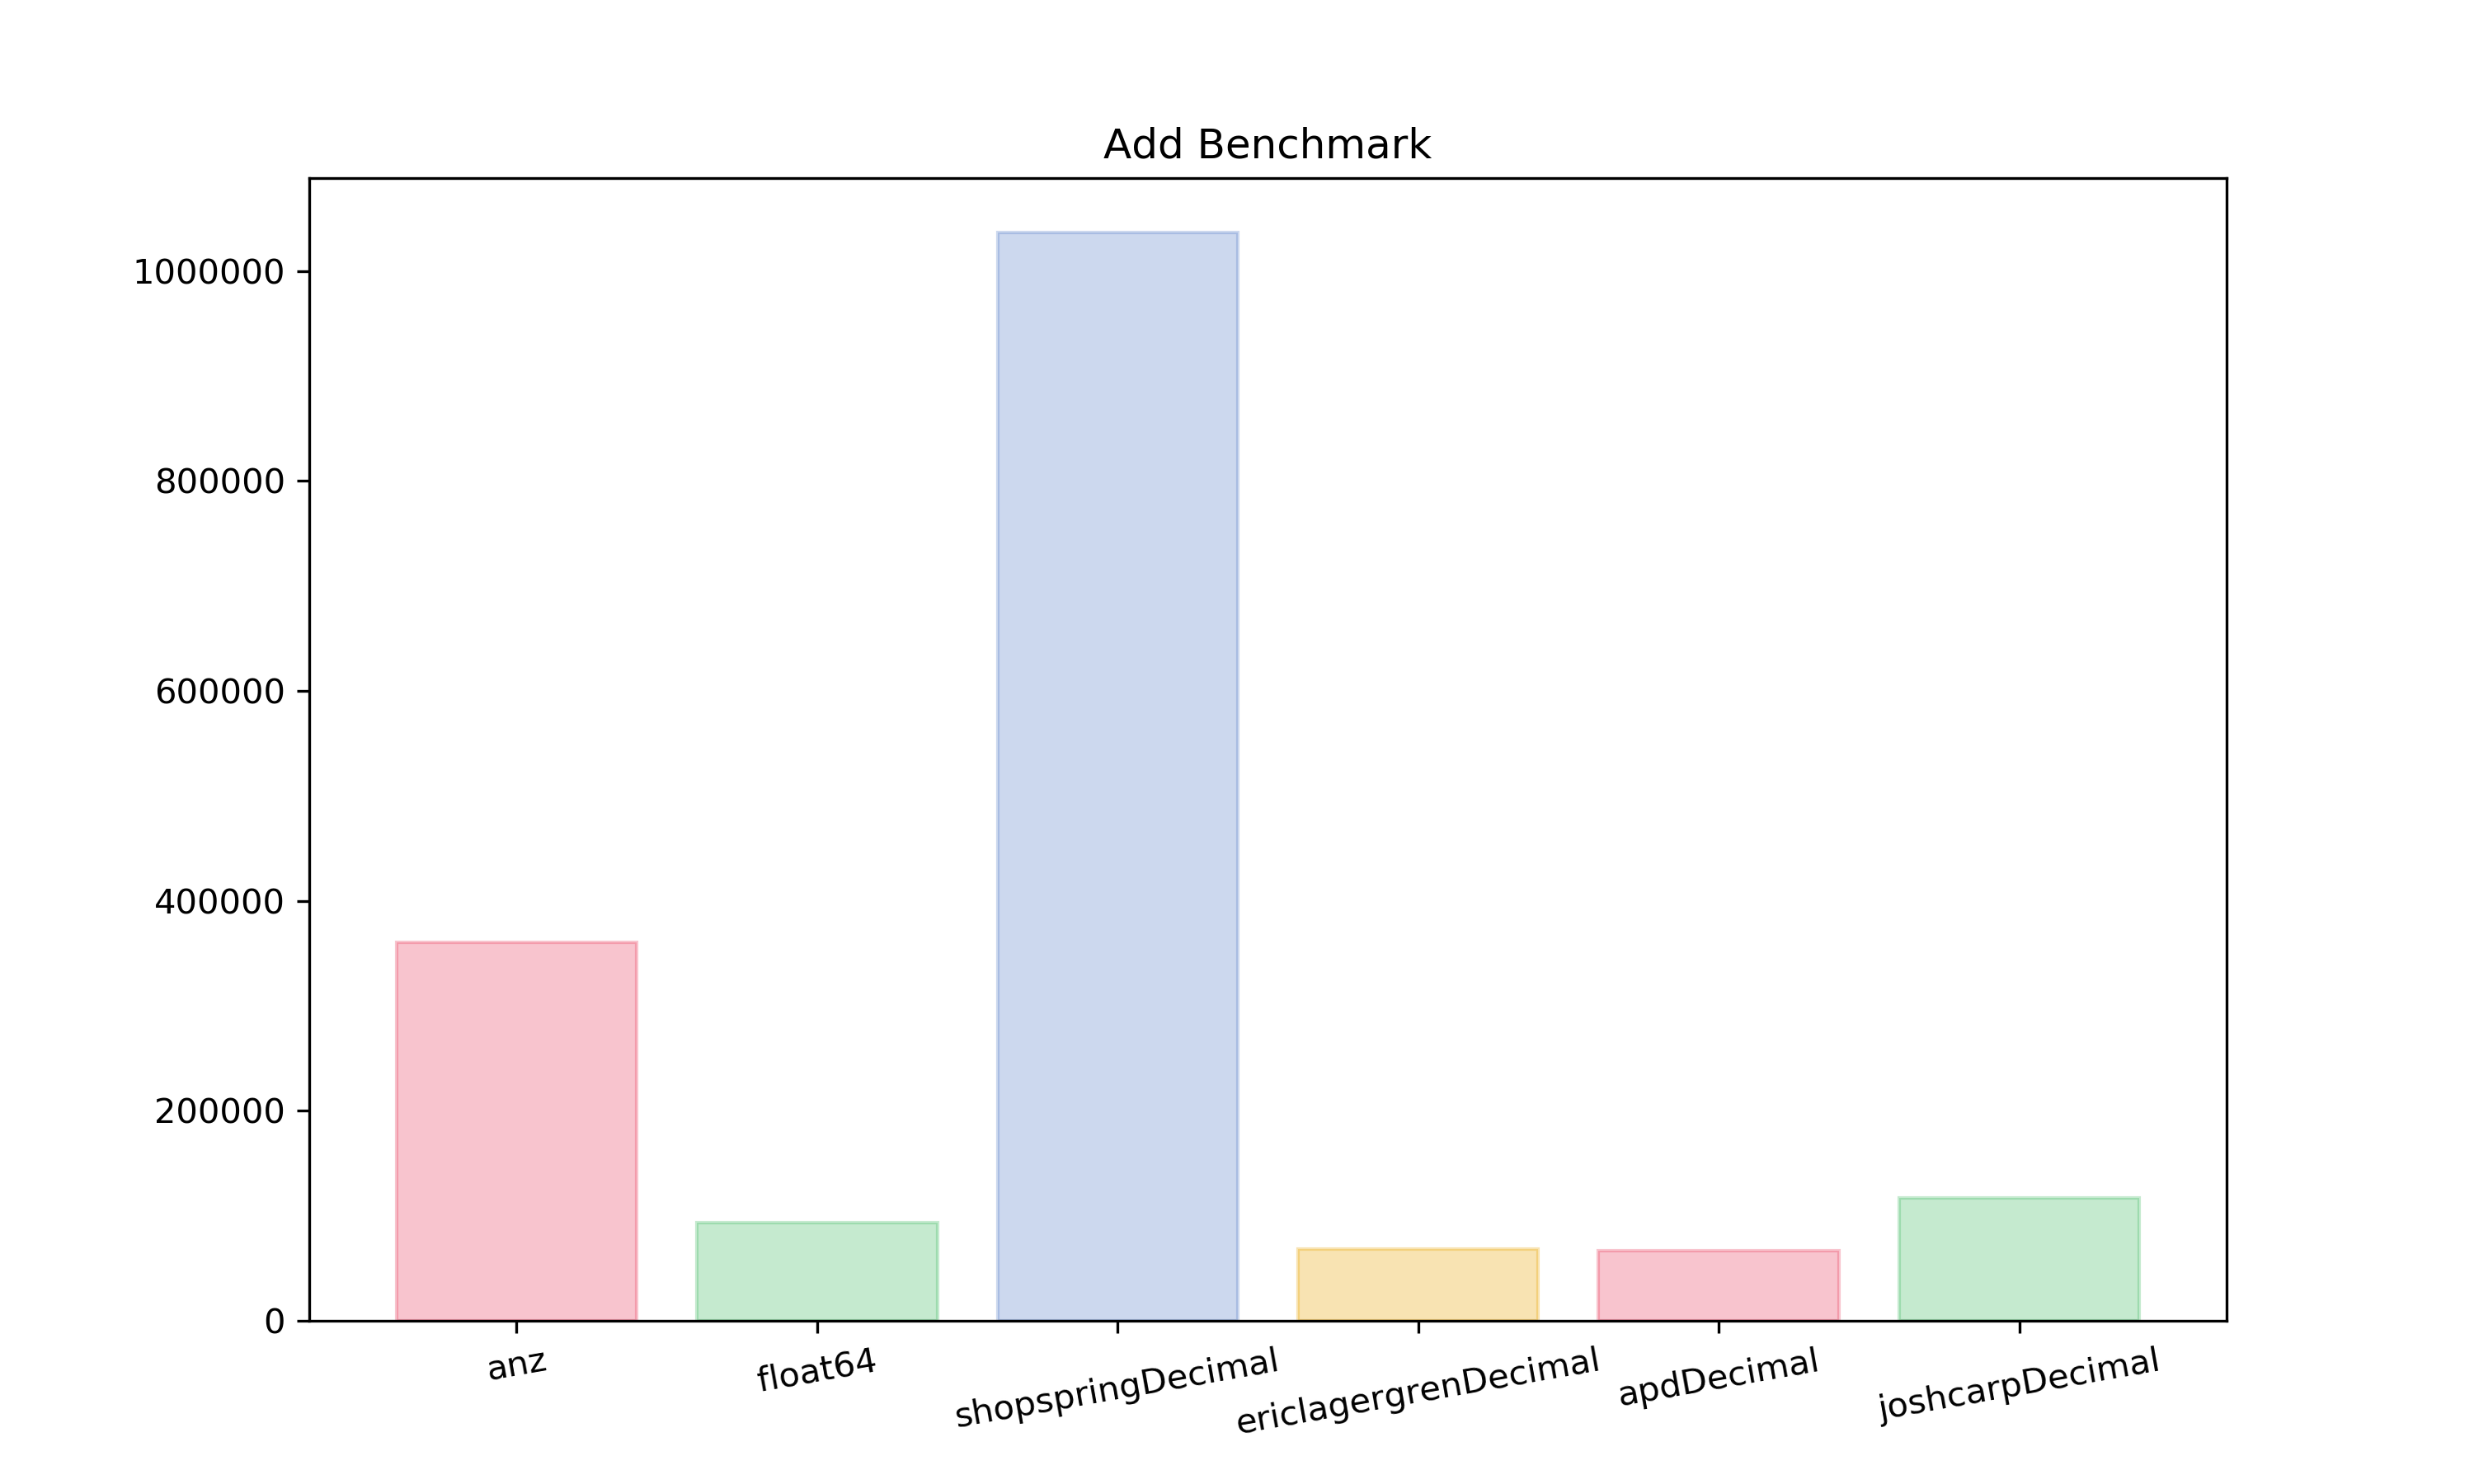 Add Benchmark
1000000
800000
600000
400000
200000
0
anz
float64
shopspringDecimal
ericlagergrenDecimal
apdDecimal
joshcarpDecimal